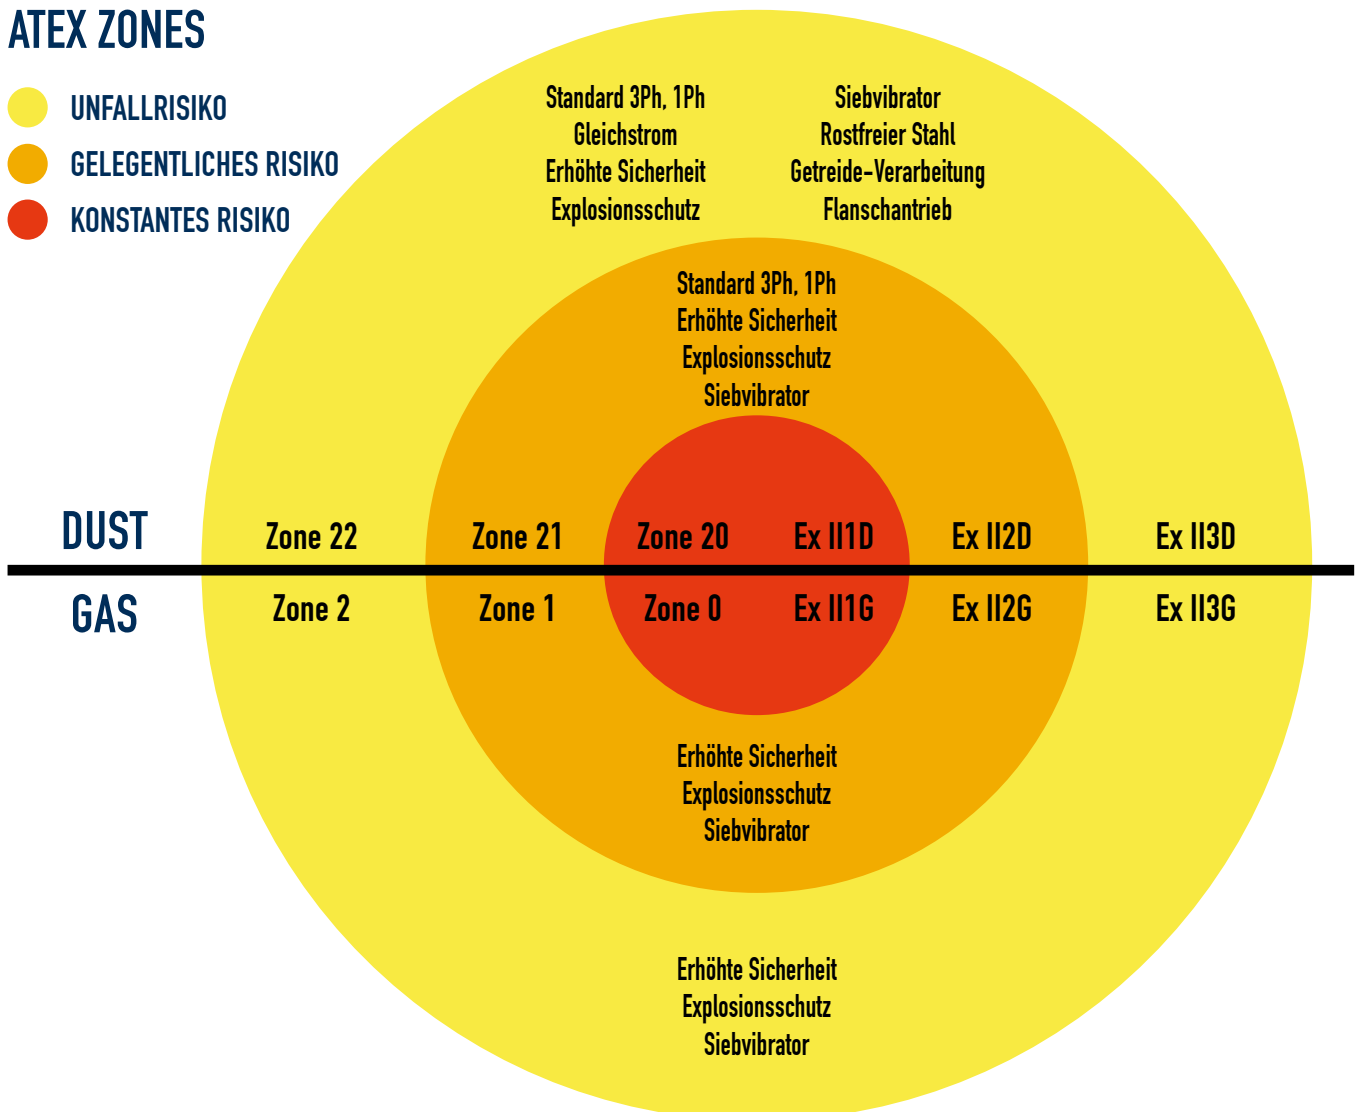 ATEX ZONES
UNFALLRISIKO
GELEGENTLICHES RISIKO
KONSTANTES RISIKO
Standard 3Ph, 1Ph
Gleichstrom
Erhöhte Sicherheit
Explosionsschutz
Siebvibrator
Rostfreier Stahl
Getreide-Verarbeitung
Flanschantrieb
Standard 3Ph, 1Ph
Erhöhte Sicherheit
Explosionsschutz
Siebvibrator
DUST Zone 22 Zone 21 Zone 20 Ex II1D Ex II2D Ex II3D
GAS Zone 2 Zone 1 Zone 0 Ex II1G Ex II2G Ex II3G
Erhöhte Sicherheit
Explosionsschutz
Siebvibrator
Erhöhte Sicherheit
Explosionsschutz
Siebvibrator